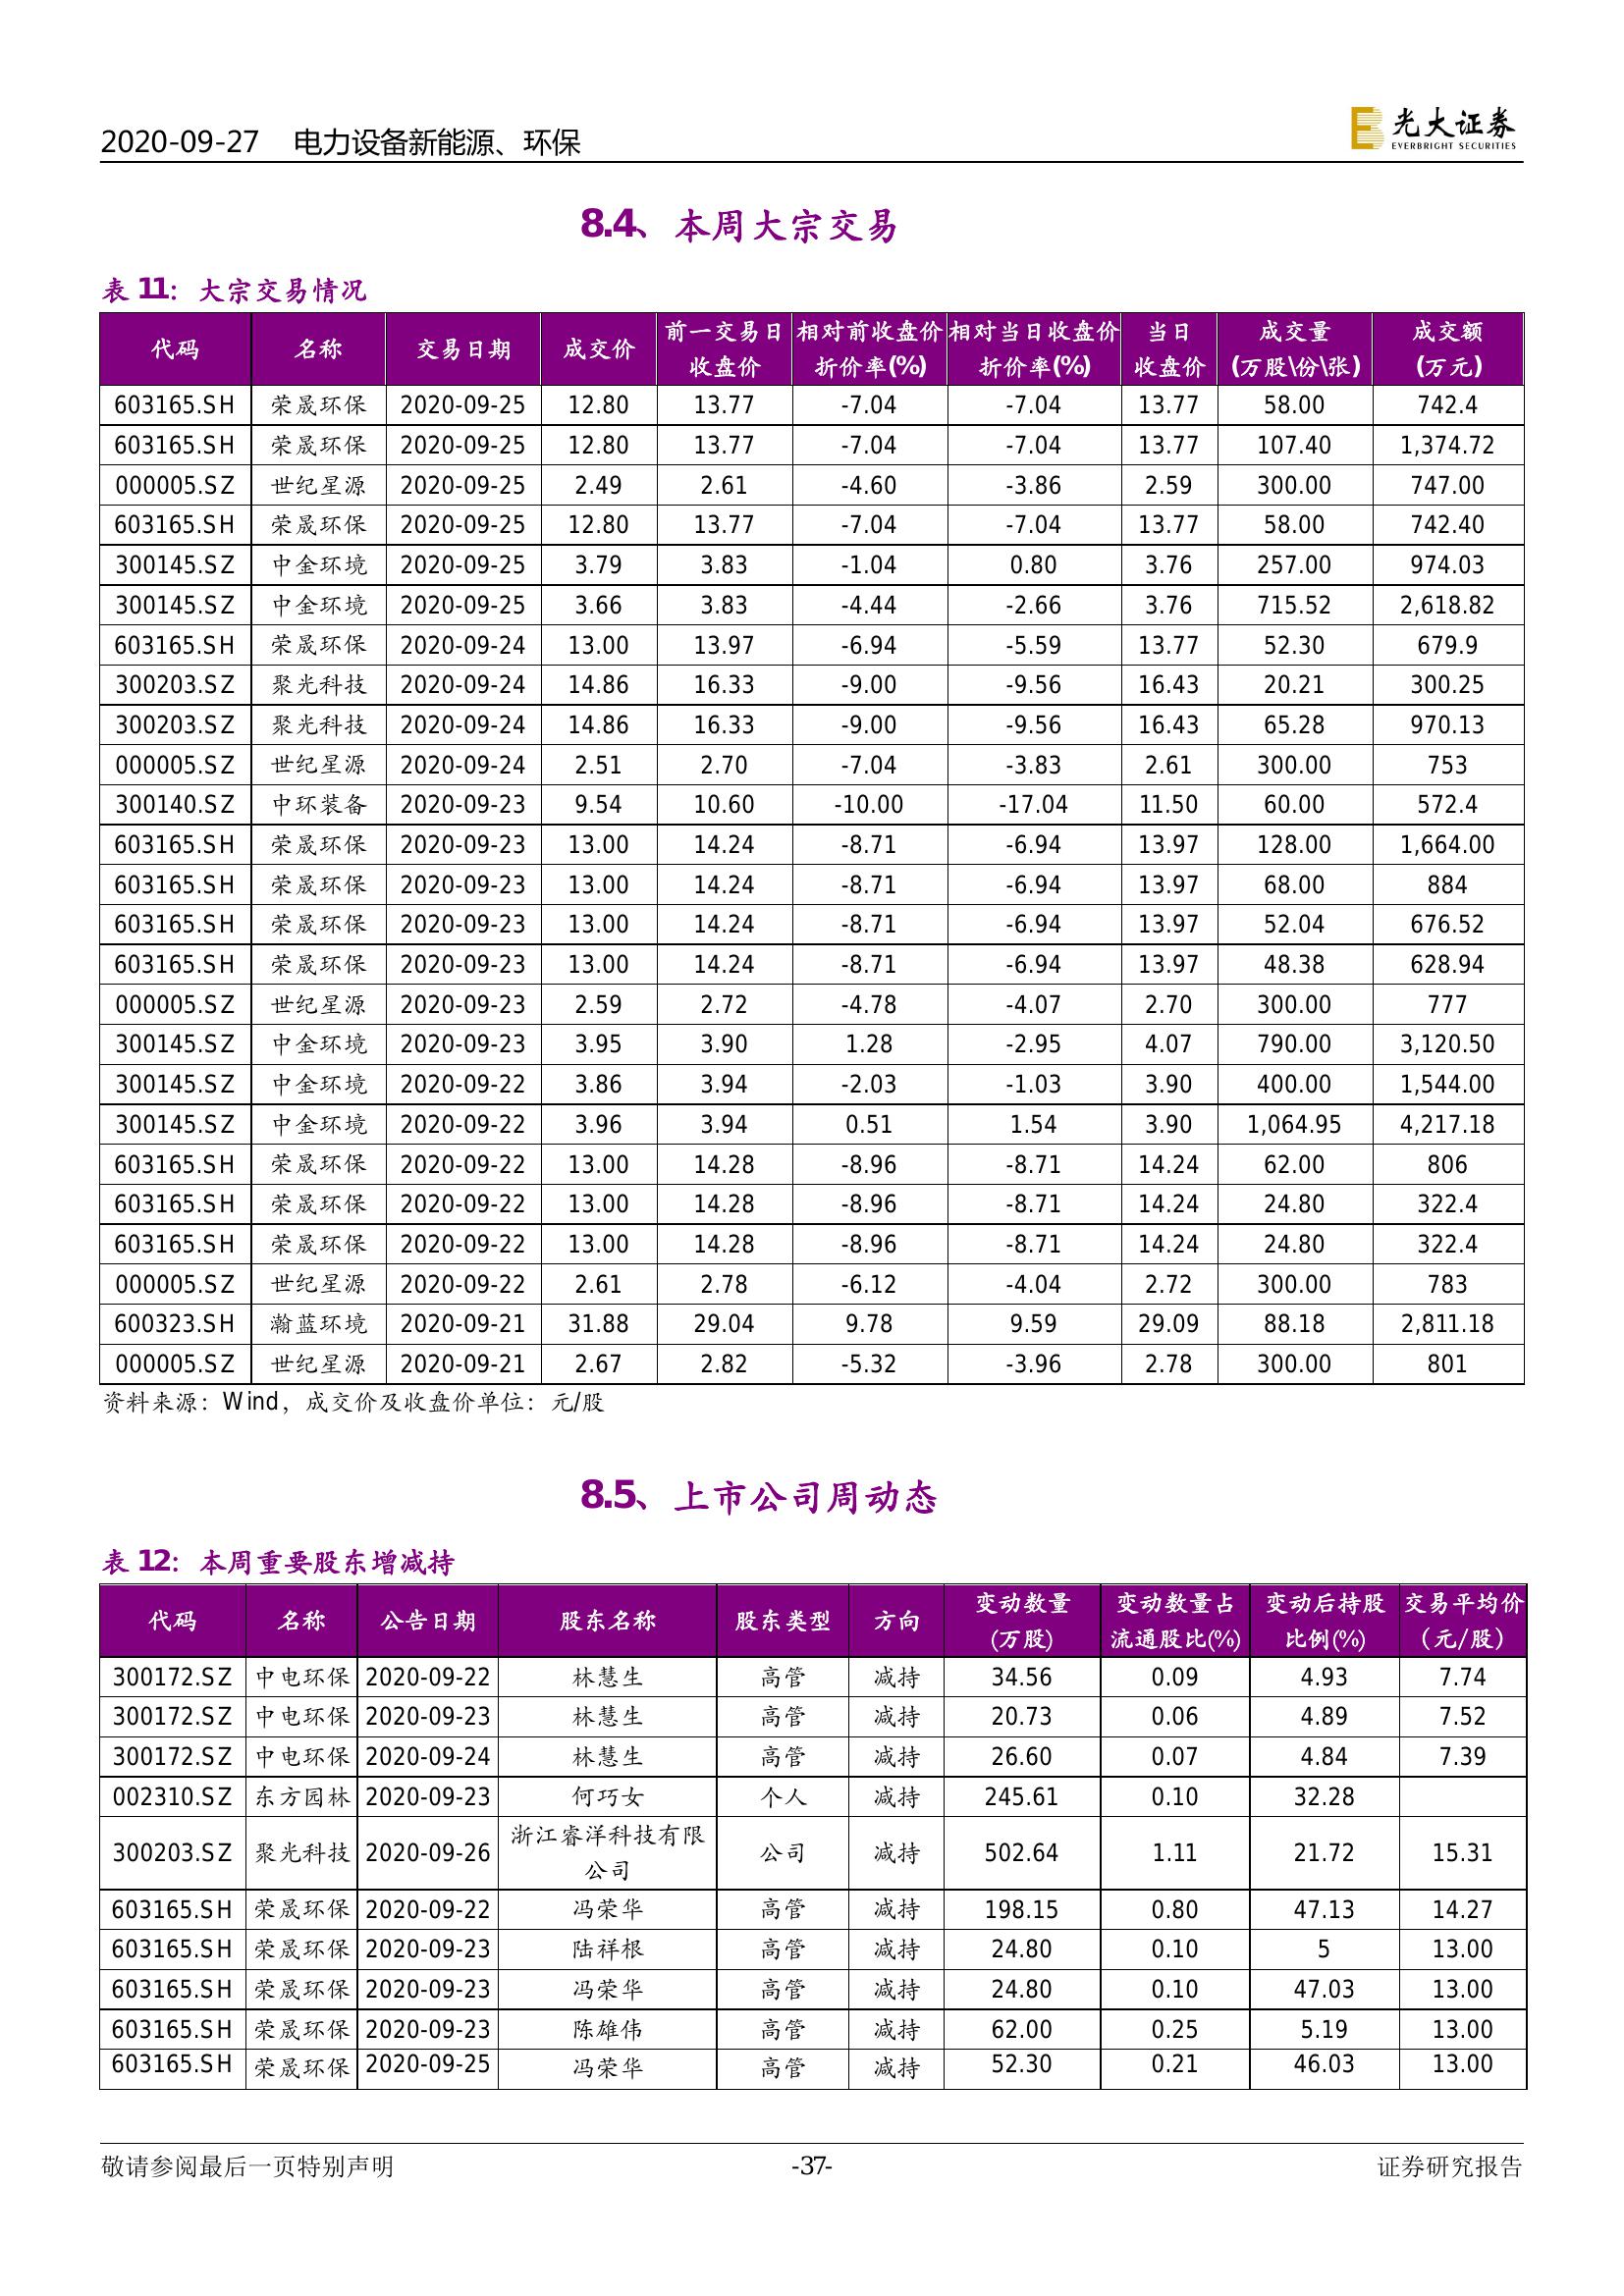 2020-09-27 电力设备新能源、环保
光大证券
EVERBRIGHT SECURITIES
8.4、本周大宗交易
表 11：大宗交易情况
代码 名称 交易日期 成交价 前一交易日收盘价 相对前收盘价折价率(%) 相对当日收盘价折价率(%) 当日收盘价 成交量(万股\份\张) 成交额(万元)
603165.SH 荣晟环保 2020-09-25 12.80 13.77 -7.04 -7.04 13.77 58.00 742.4
603165.SH 荣晟环保 2020-09-25 12.80 13.77 -7.04 -7.04 13.77 107.40 1,374.72
000005.SZ 世纪星源 2020-09-25 2.49 2.61 -4.60 -3.86 2.59 300.00 747.00
603165.SH 荣晟环保 2020-09-25 12.80 13.77 -7.04 -7.04 13.77 58.00 742.40
300145.SZ 中金环境 2020-09-25 3.79 3.83 -1.04 0.80 3.76 257.00 974.03
300145.SZ 中金环境 2020-09-25 3.66 3.83 -4.44 -2.66 3.76 715.52 2,618.82
603165.SH 荣晟环保 2020-09-24 13.00 13.97 -6.94 -5.59 13.77 52.30 679.9
300203.SZ 聚光科技 2020-09-24 14.86 16.33 -9.00 -9.56 16.43 20.21 300.25
300203.SZ 聚光科技 2020-09-24 14.86 16.33 -9.00 -9.56 16.43 65.28 970.13
000005.SZ 世纪星源 2020-09-24 2.51 2.70 -7.04 -3.83 2.61 300.00 753
300140.SZ 中环装备 2020-09-23 9.54 10.60 -10.00 -17.04 11.50 60.00 572.4
603165.SH 荣晟环保 2020-09-23 13.00 14.24 -8.71 -6.94 13.97 128.00 1,664.00
603165.SH 荣晟环保 2020-09-23 13.00 14.24 -8.71 -6.94 13.97 68.00 884
603165.SH 荣晟环保 2020-09-23 13.00 14.24 -8.71 -6.94 13.97 52.04 676.52
603165.SH 荣晟环保 2020-09-23 13.00 14.24 -8.71 -6.94 13.97 48.38 628.94
000005.SZ 世纪星源 2020-09-23 2.59 2.72 -4.78 -4.07 2.70 300.00 777
300145.SZ 中金环境 2020-09-23 3.95 3.90 1.28 -2.95 4.07 790.00 3,120.50
300145.SZ 中金环境 2020-09-22 3.86 3.94 -2.03 -1.03 3.90 400.00 1,544.00
300145.SZ 中金环境 2020-09-22 3.96 3.94 0.51 1.54 3.90 1,064.95 4,217.18
603165.SH 荣晟环保 2020-09-22 13.00 14.28 -8.96 -8.71 14.24 62.00 806
603165.SH 荣晟环保 2020-09-22 13.00 14.28 -8.96 -8.71 14.24 24.80 322.4
603165.SH 荣晟环保 2020-09-22 13.00 14.28 -8.96 -8.71 14.24 24.80 322.4
000005.SZ 世纪星源 2020-09-22 2.61 2.78 -6.12 -4.04 2.72 300.00 783
600323.SH 瀚蓝环境 2020-09-21 31.88 29.04 9.78 9.59 29.09 88.18 2,811.18
000005.SZ 世纪星源 2020-09-21 2.67 2.82 -5.32 -3.96 2.78 300.00 801
资料来源：Wind，成交价及收盘价单位：元/股
8.5、上市公司周动态
表 12：本周重要股东增减持
代码 名称 公告日期 股东名称 股东类型 方向 变动数量(万股) 变动数量占流通股比(%) 变动后持股比例(%) 交易平均价（元/股）
300172.SZ 中电环保 2020-09-22 林慧生 高管 减持 34.56 0.09 4.93 7.74
300172.SZ 中电环保 2020-09-23 林慧生 高管 减持 20.73 0.06 4.89 7.52
300172.SZ 中电环保 2020-09-24 林慧生 高管 减持 26.60 0.07 4.84 7.39
002310.SZ 东方园林 2020-09-23 何巧女 个人 减持 245.61 0.10 32.28
300203.SZ 聚光科技 2020-09-26 浙江睿洋科技有限公司 公司 减持 502.64 1.11 21.72 15.31
603165.SH 荣晟环保 2020-09-22 冯荣华 高管 减持 198.15 0.80 47.13 14.27
603165.SH 荣晟环保 2020-09-23 陆祥根 高管 减持 24.80 0.10 5 13.00
603165.SH 荣晟环保 2020-09-23 冯荣华 高管 减持 24.80 0.10 47.03 13.00
603165.SH 荣晟环保 2020-09-23 陈雄伟 高管 减持 62.00 0.25 5.19 13.00
603165.SH 荣晟环保 2020-09-25 冯荣华 高管 减持 52.30 0.21 46.03 13.00
敬请参阅最后一页特别声明 -37- 证券研究报告